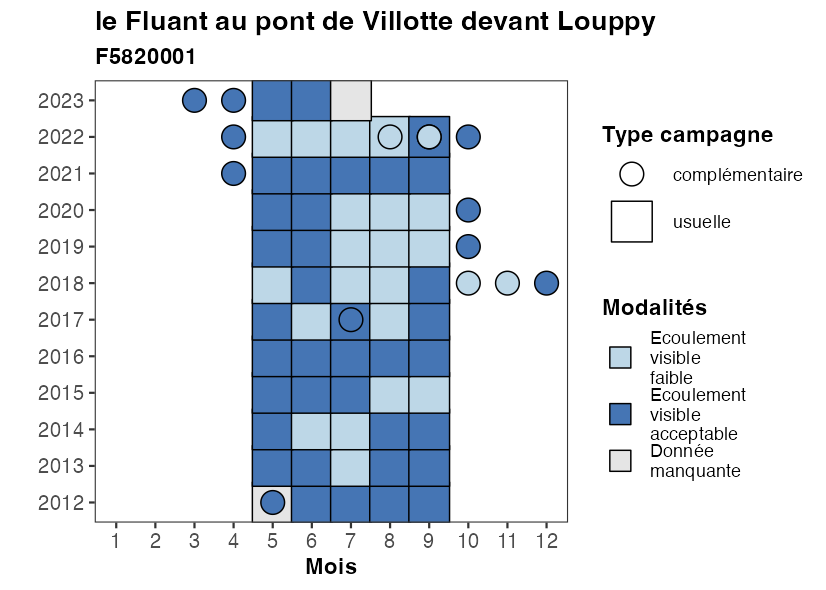 le Fluant au pont de Villotte devant Louppy
F5820001
2023
2022
2021
2020
2019
2018
2017
2016
2015
2014
2013
2012
1 2 3 4 5 6 7 8 9 10 11 12
Mois
Type campagne
complémentaire
usuelle
Modalités
Ecoulement
visible
faible
Ecoulement
visible
acceptable
Donnée
manquante